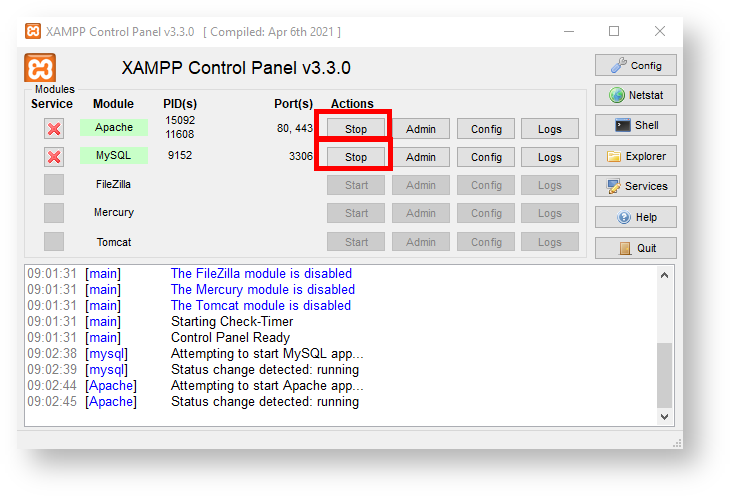 XAMPP Control Panel v3.3.0 [ Compiled: Apr 6th 2021 ]
XAMPP Control Panel v3.3.0
Config
Modules
Service Module PID(s) Port(s) Actions
Netstat
Apache 15092 11608 80, 443 Stop Admin Config Logs
Shell
MySQL 9152 3306 Stop Admin Config Logs
Explorer
FileZilla Start Admin Config Logs
Services
Mercury Start Admin Config Logs
Help
Tomcat Start Admin Config Logs
Quit
09:01:31 [main] The FileZilla module is disabled
09:01:31 [main] The Mercury module is disabled
09:01:31 [main] The Tomcat module is disabled
09:01:31 [main] Starting Check-Timer
09:01:31 [main] Control Panel Ready
09:02:38 [mysql] Attempting to start MySQL app...
09:02:39 [mysql] Status change detected: running
09:02:44 [Apache] Attempting to start Apache app...
09:02:45 [Apache] Status change detected: running